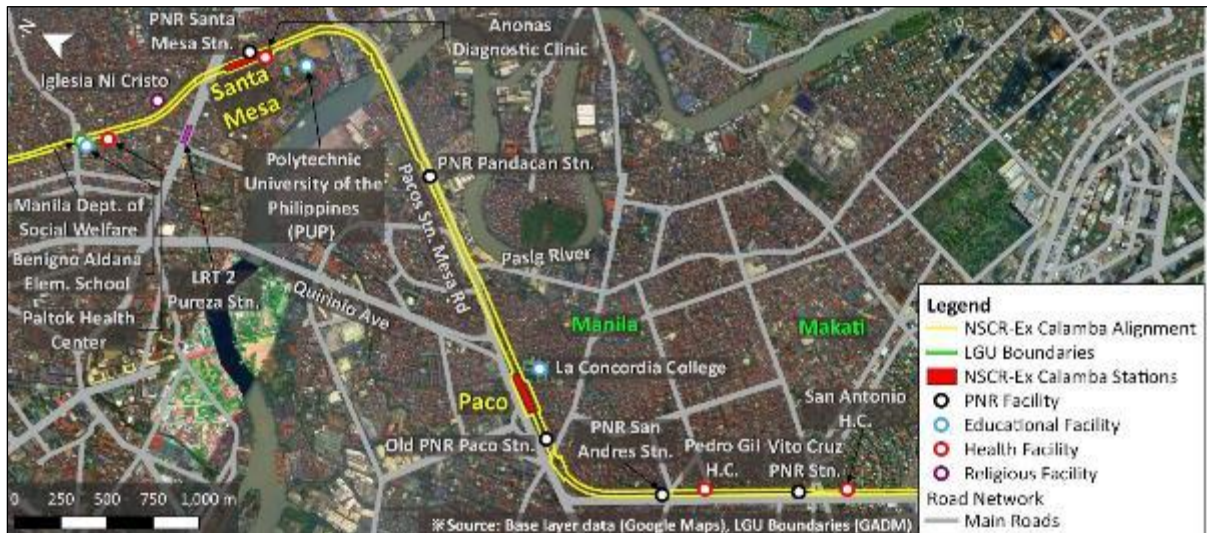 N
PNR Santa
Mesa Stn.
Anonas
Diagnostic Clinic
Iglesia Ni Cristo
Santa
Mesa
PNR Pandacan Stn.
Polytechnic
University of the
Philippines
(PUP)
Pacos Stn. Mesa Rd
Manila Dept. of
Social Welfare
Benigno Aldana
Elem. School
Paltok Health
Center
LRT 2
Pureza Stn.
Quirinio Ave
Pasig River
Manila
Makati
La Concordia College
Paco
Old PNR Paco Stn.
PNR San
Andres Stn.
Pedro Gil
H.C.
Vito Cruz
PNR Stn.
San Antonio
H.C.
Legend
NSCR-Ex Calamba Alignment
LGU Boundaries
NSCR-Ex Calamba Stations
PNR Facility
Educational Facility
Health Facility
Religious Facility
Road Network
Main Roads
0 250 500 750 1,000 m
※Source: Base layer data (Google Maps), LGU Boundaries (GADM)